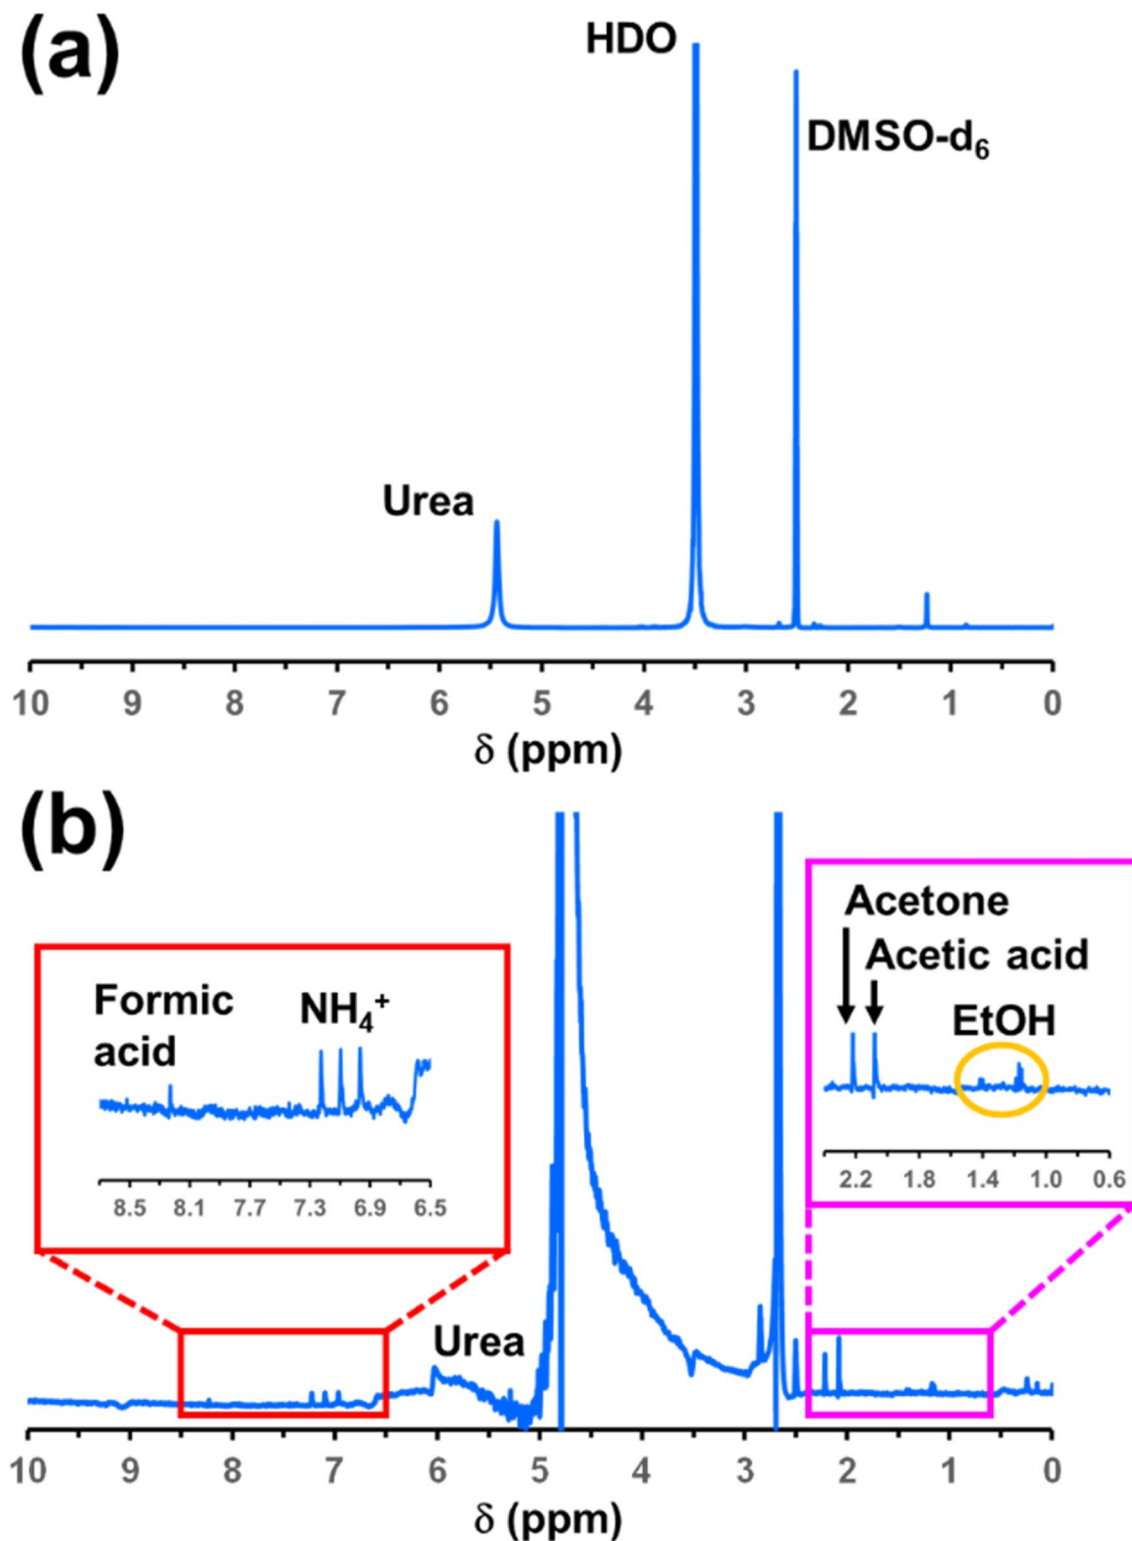 (a)
HDO
DMSO-d₆
Urea
10 9 8 7 6 5 4 3 2 1 0
δ (ppm)
(b)
Acetone
Acetic acid
EtOH
2.2 1.8 1.4 1.0 0.6
Formic
acid
NH₄⁺
8.5 8.1 7.7 7.3 6.9 6.5
Urea
10 9 8 7 6 5 4 3 2 1 0
δ (ppm)